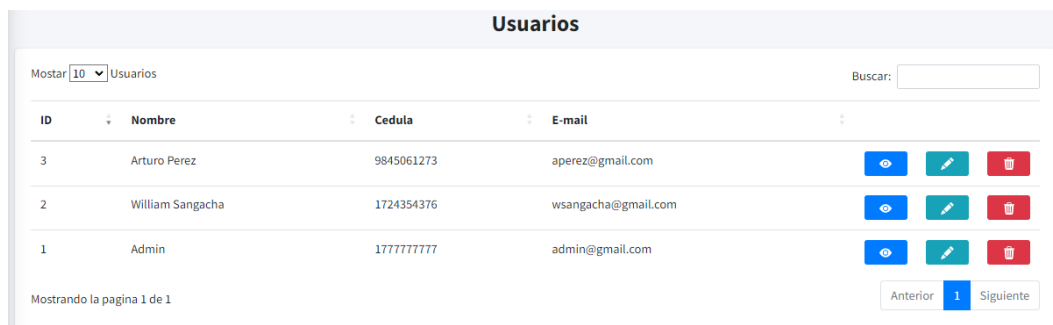 Usuarios
Mostar 10 Usuarios
Buscar:
ID Nombre Cedula E-mail
3 Arturo Perez 9845061273 aperez@gmail.com
2 William Sangacha 1724354376 wsangacha@gmail.com
1 Admin 1777777777 admin@gmail.com
Mostrando la pagina 1 de 1
Anterior 1 Siguiente